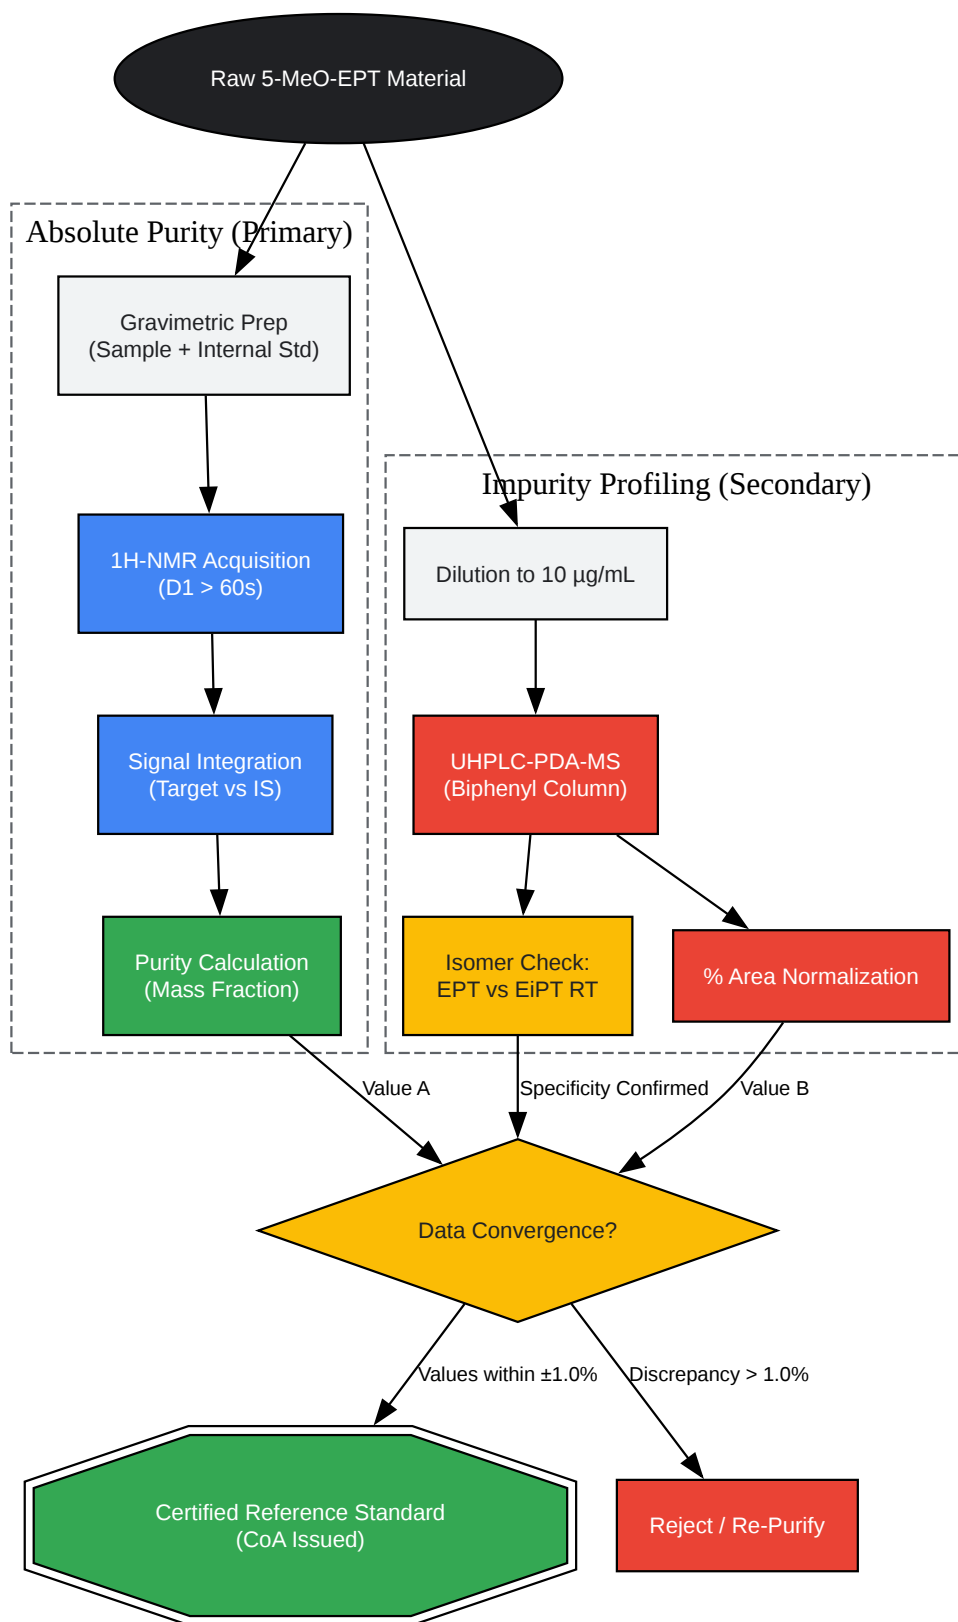 Raw 5-MeO-EPT Material
Absolute Purity (Primary)
Gravimetric Prep
(Sample + Internal Std)
Impurity Profiling (Secondary)
1H-NMR Acquisition
(D1 > 60s)
Dilution to 10 µg/mL
Signal Integration
(Target vs IS)
UHPLC-PDA-MS
(Biphenyl Column)
Purity Calculation
(Mass Fraction)
Isomer Check:
EPT vs EiPT RT
% Area Normalization
Value A
Specificity Confirmed
Value B
Data Convergence?
Values within ±1.0%
Discrepancy > 1.0%
Certified Reference Standard
(CoA Issued)
Reject / Re-Purify